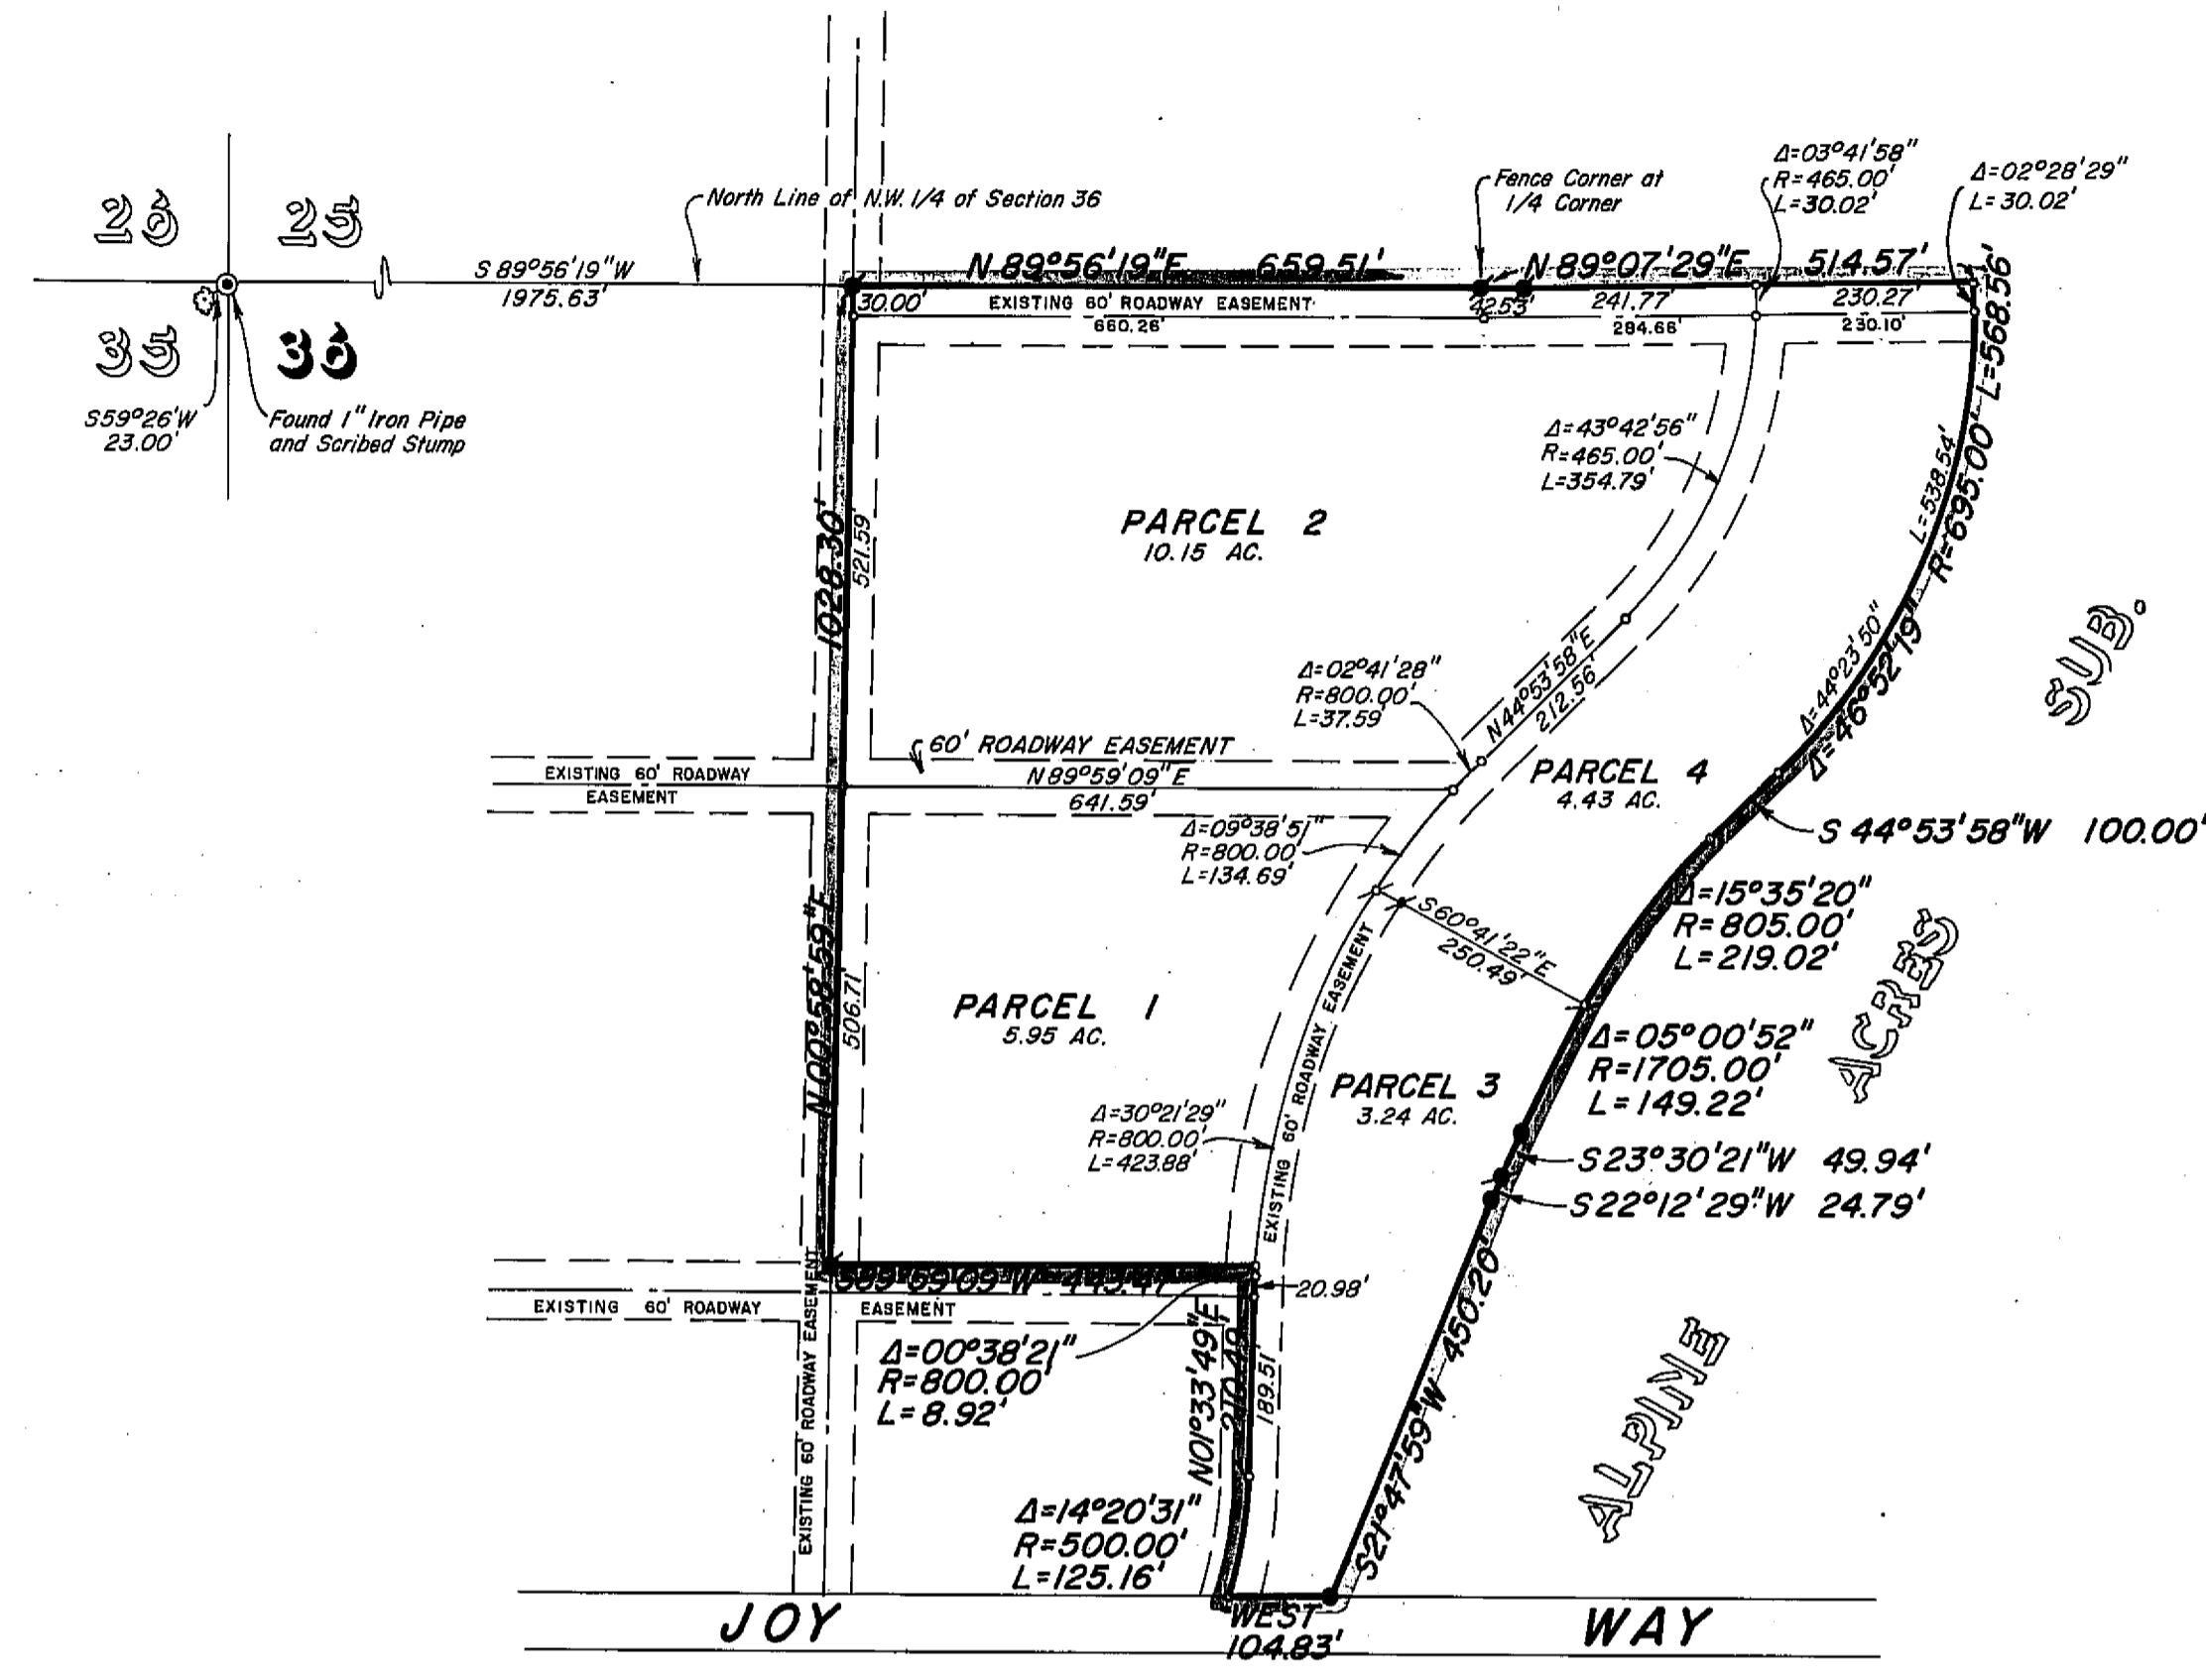 26
25
35
36
S59°26'W
23.00'
Found 1" Iron Pipe
and Scribed Stump
S 89°56'19"W
1975.63'
North Line of N.W. 1/4 of Section 36
Fence Corner at
1/4 Corner
Δ=03°41'58"
R=465.00'
L=30.02'
Δ=02°28'29"
L=30.02'
N 89°56'19"E 659.51'
N 89°07'29"E 514.57'
30.00'
EXISTING 60' ROADWAY EASEMENT
42.53'
241.77'
230.27'
660.26'
284.66'
230.10'
L=568.56'
R=695.00'
Δ=46°52'19"
L=538.54'
Δ=44°23'50"
Δ=43°42'56"
R=465.00'
L=354.79'
PARCEL 2
10.15 AC.
1028.30'
521.59'
N 00°58'59"E
506.71'
Δ=02°41'28"
R=800.00'
L=37.59'
N 44°53'58"E
212.56'
60' ROADWAY EASEMENT
EXISTING 60' ROADWAY
EASEMENT
N 89°59'09"E
641.59'
PARCEL 4
4.43 AC.
Δ=09°38'51"
R=800.00'
L=134.69'
S 44°53'58"W 100.00'
Δ=15°35'20"
R=805.00'
L=219.02'
S60°41'22"E
250.49
PARCEL 1
5.95 AC.
EXISTING 60' ROADWAY EASEMENT
Δ=05°00'52"
R=1705.00'
L=149.22'
PARCEL 3
3.24 AC.
Δ=30°21'29"
R=800.00'
L=423.88'
S23°30'21"W 49.94'
S22°12'29"W 24.79'
S89°59'09"W 445.47'
20.98'
EXISTING 60' ROADWAY EASEMENT
Δ=00°38'21"
R=800.00'
L=8.92'
EXISTING 60' ROADWAY EASEMENT
N01°33'49"E
210.49
189.51'
S21°47'59"W 450.26'
Δ=14°20'31"
R=500.00'
L=125.16'
ALPINE ACRES SUB.
WEST
104.83'
JOY WAY